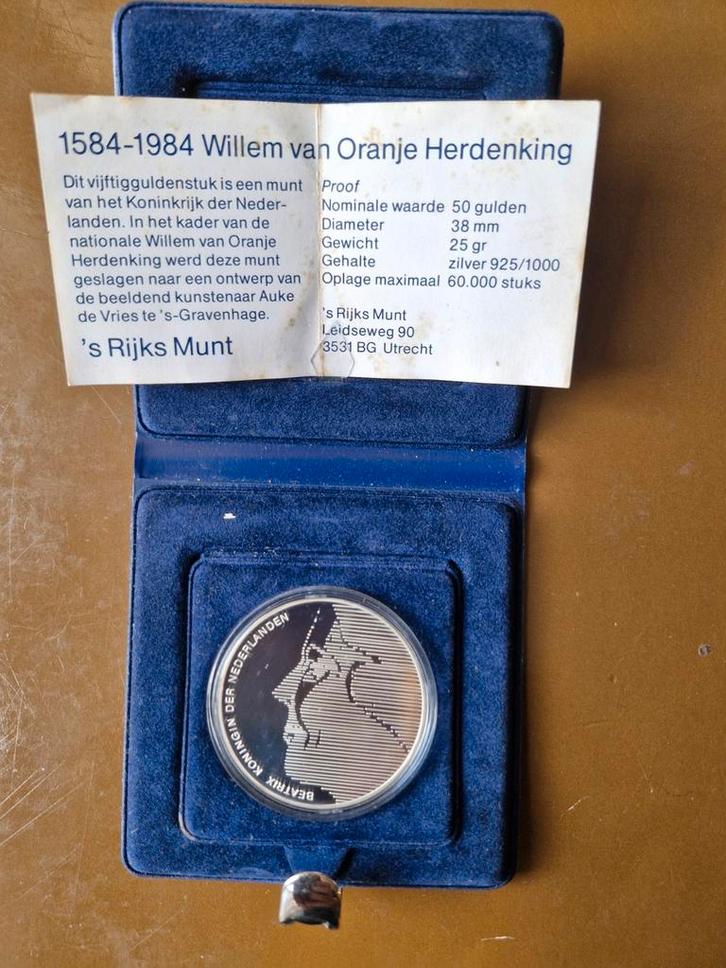 1584-1984 Willem van Oranje Herdenking
Dit vijftigguldenstuk is een munt
van het Koninkrijk der Neder-
landen. In het kader van de
nationale Willem van Oranje
Herdenking werd deze munt
geslagen naar een ontwerp van
de beeldend kunstenaar Auke
de Vries te 's-Gravenhage.
's Rijks Munt
Proof
Nominale waarde 50 gulden
Diameter 38 mm
Gewicht 25 gr
Gehalte zilver 925/1000
Oplage maximaal 60.000 stuks
's Rijks Munt
Leidseweg 90
3531 BG Utrecht
BEATRIX KONINGIN DER NEDERLANDEN